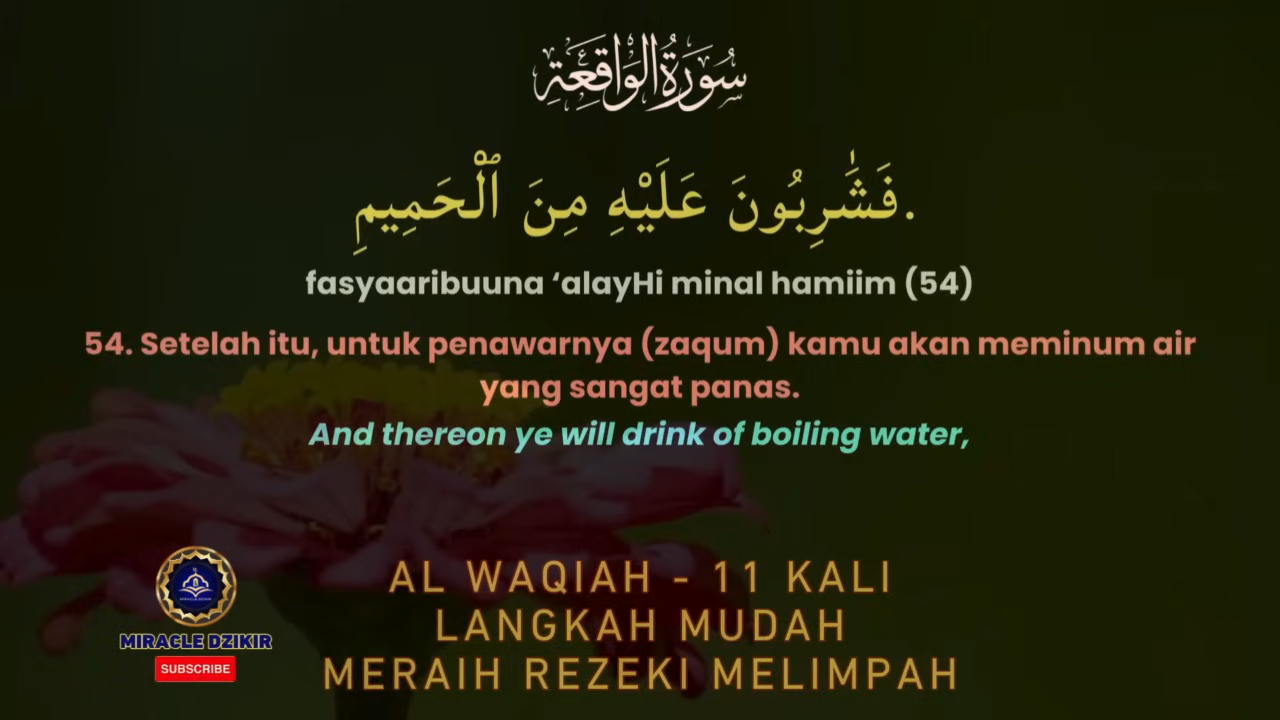 سُورَةُ الْوَاقِعَةِ
فَشَٰرِبُونَ عَلَيْهِ مِنَ ٱلْحَمِيمِ.
fasyaaribuuna ‘alayHi minal hamiim (54)
54. Setelah itu, untuk penawarnya (zaqum) kamu akan meminum air
yang sangat panas.
And thereon ye will drink of boiling water,
AL WAQIAH - 11 KALI
LANGKAH MUDAH
MERAIH REZEKI MELIMPAH
MIRACLE DZIKIR
SUBSCRIBE